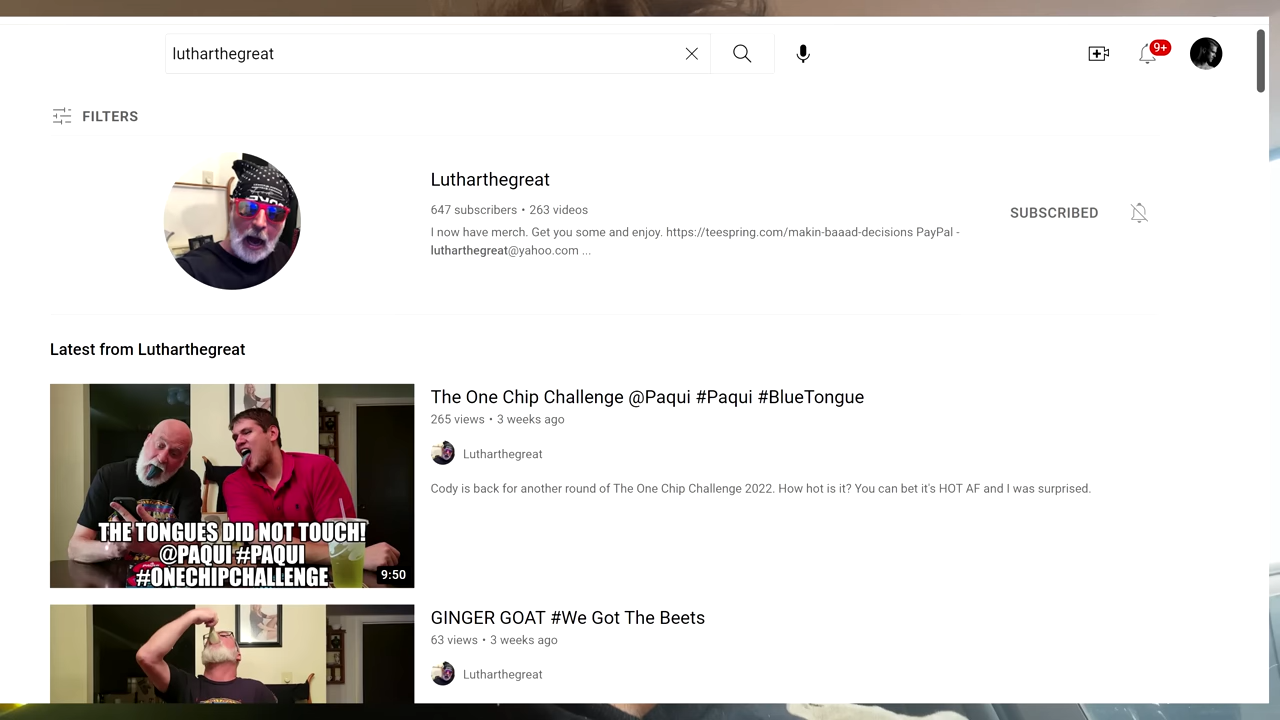 lutharthegreat
9+
FILTERS
Lutharthegreat
647 subscribers • 263 videos
I now have merch. Get you some and enjoy. https://teespring.com/makin-baaad-decisions PayPal -
lutharthegreat@yahoo.com ...
SUBSCRIBED
Latest from Lutharthegreat
THE TONGUES DID NOT TOUCH!
@PAQUI #PAQUI
#ONECHIPCHALLENGE
9:50
The One Chip Challenge @Paqui #Paqui #BlueTongue
265 views • 3 weeks ago
Lutharthegreat
Cody is back for another round of The One Chip Challenge 2022. How hot is it? You can bet it's HOT AF and I was surprised.
GINGER GOAT #We Got The Beets
63 views • 3 weeks ago
Lutharthegreat